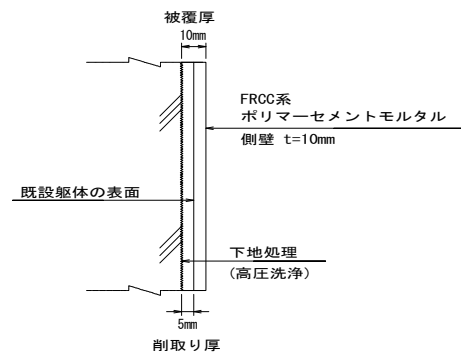 被覆厚
10mm
FRCC系
ポリマーセメントモルタル
側壁 t=10mm
既設躯体の表面
下地処理
(高圧洗浄)
5mm
削取り厚